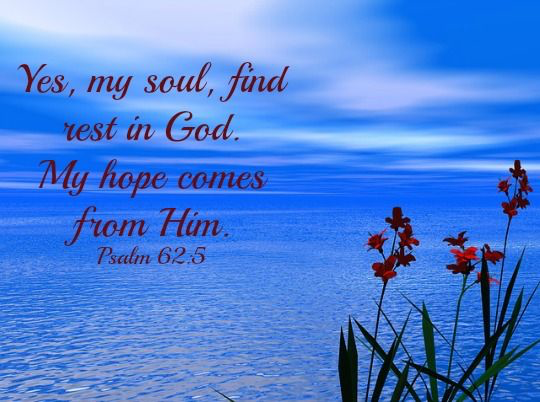 Yes, my soul, find
rest in God.
My hope comes
from Him.
Psalm 62:5